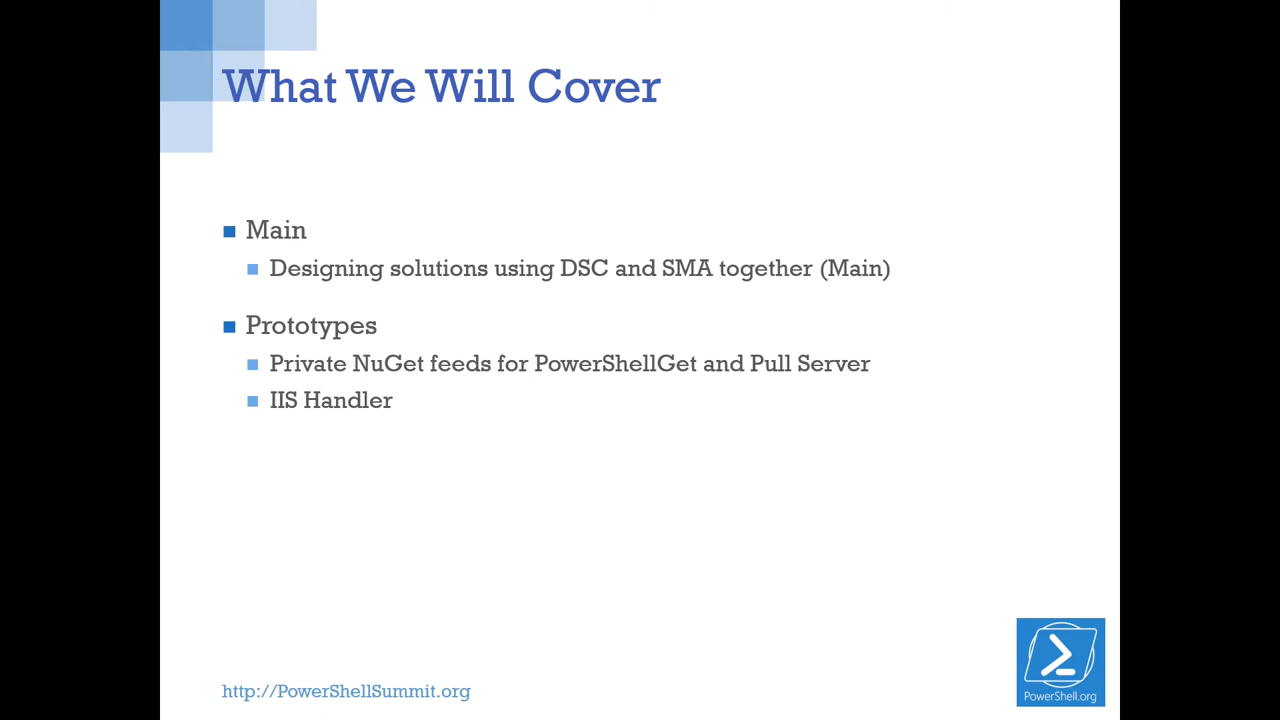 What We Will Cover
Main
Designing solutions using DSC and SMA together (Main)
Prototypes
Private NuGet feeds for PowerShellGet and Pull Server
IIS Handler
http://PowerShellSummit.org
PowerShell.org